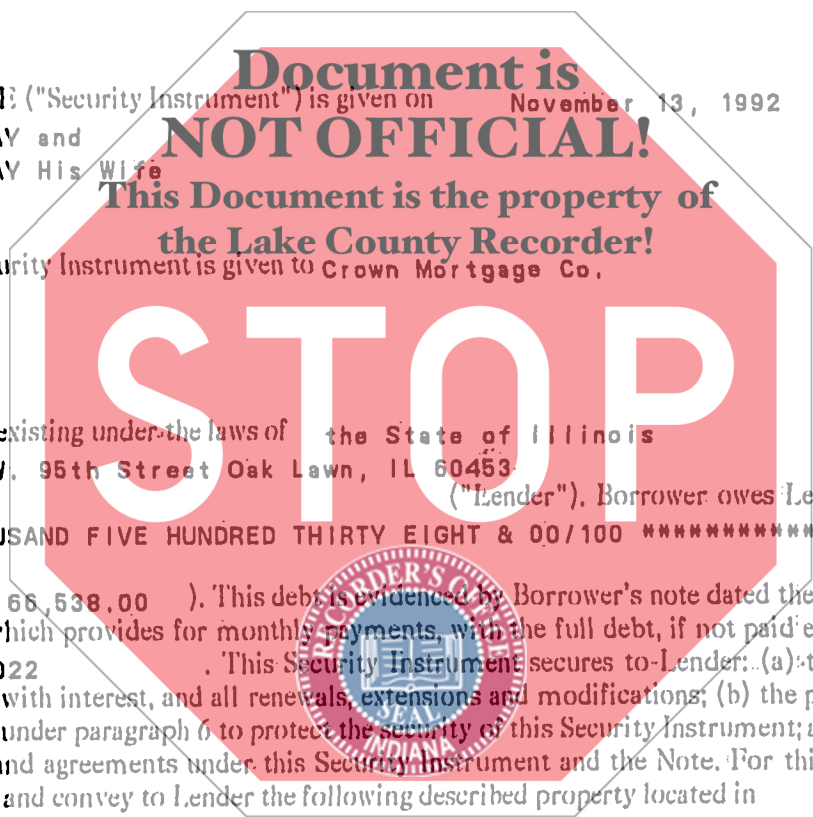 Document is
E ("Security Instrument") is given on November 13, 1992
NOT OFFICIAL!
Y and
Y His Wife
This Document is the property of
the Lake County Recorder!
urity Instrument is given to Crown Mortgage Co.
STOP
existing under the laws of the State of Illinois
W. 95th Street Oak Lawn, IL 60453
("Lender"). Borrower owes Le
USAND FIVE HUNDRED THIRTY EIGHT & 00/100 *************
66,538.00 ). This debt is evidenced by Borrower's note dated the
hich provides for monthly payments, with the full debt, if not paid e
022 . This Security Instrument secures to Lender: (a) t
with interest, and all renewals, extensions and modifications; (b) the p
under paragraph 6 to protect the security of this Security Instrument; a
nd agreements under this Security Instrument and the Note. For thi
and convey to Lender the following described property located in
RECORDER'S OFFICE
SEAL
INDIANA